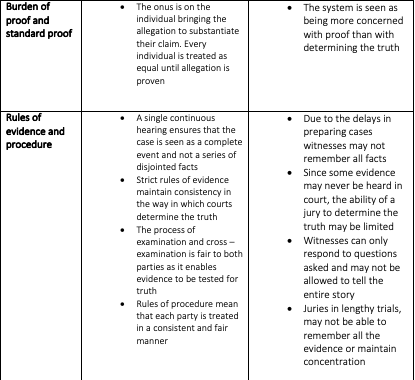 Burden of
proof and
standard proof
• The onus is on the
individual bringing the
allegation to substantiate
their claim. Every
individual is treated as
equal until allegation is
proven
• The system is seen as
being more concerned
with proof than with
determining the truth
Rules of
evidence and
procedure
• A single continuous
hearing ensures that the
case is seen as a complete
event and not a series of
disjointed facts
• Strict rules of evidence
maintain consistency in
the way in which courts
determine the truth
• The process of
examination and cross –
examination is fair to both
parties as it enables
evidence to be tested for
truth
• Rules of procedure mean
that each party is treated
in a consistent and fair
manner
• Due to the delays in
preparing cases
witnesses may not
remember all facts
• Since some evidence
may never be heard in
court, the ability of a
jury to determine the
truth may be limited
• Witnesses can only
respond to questions
asked and may not be
allowed to tell the
entire story
• Juries in lengthy trials,
may not be able to
remember all the
evidence or maintain
concentration